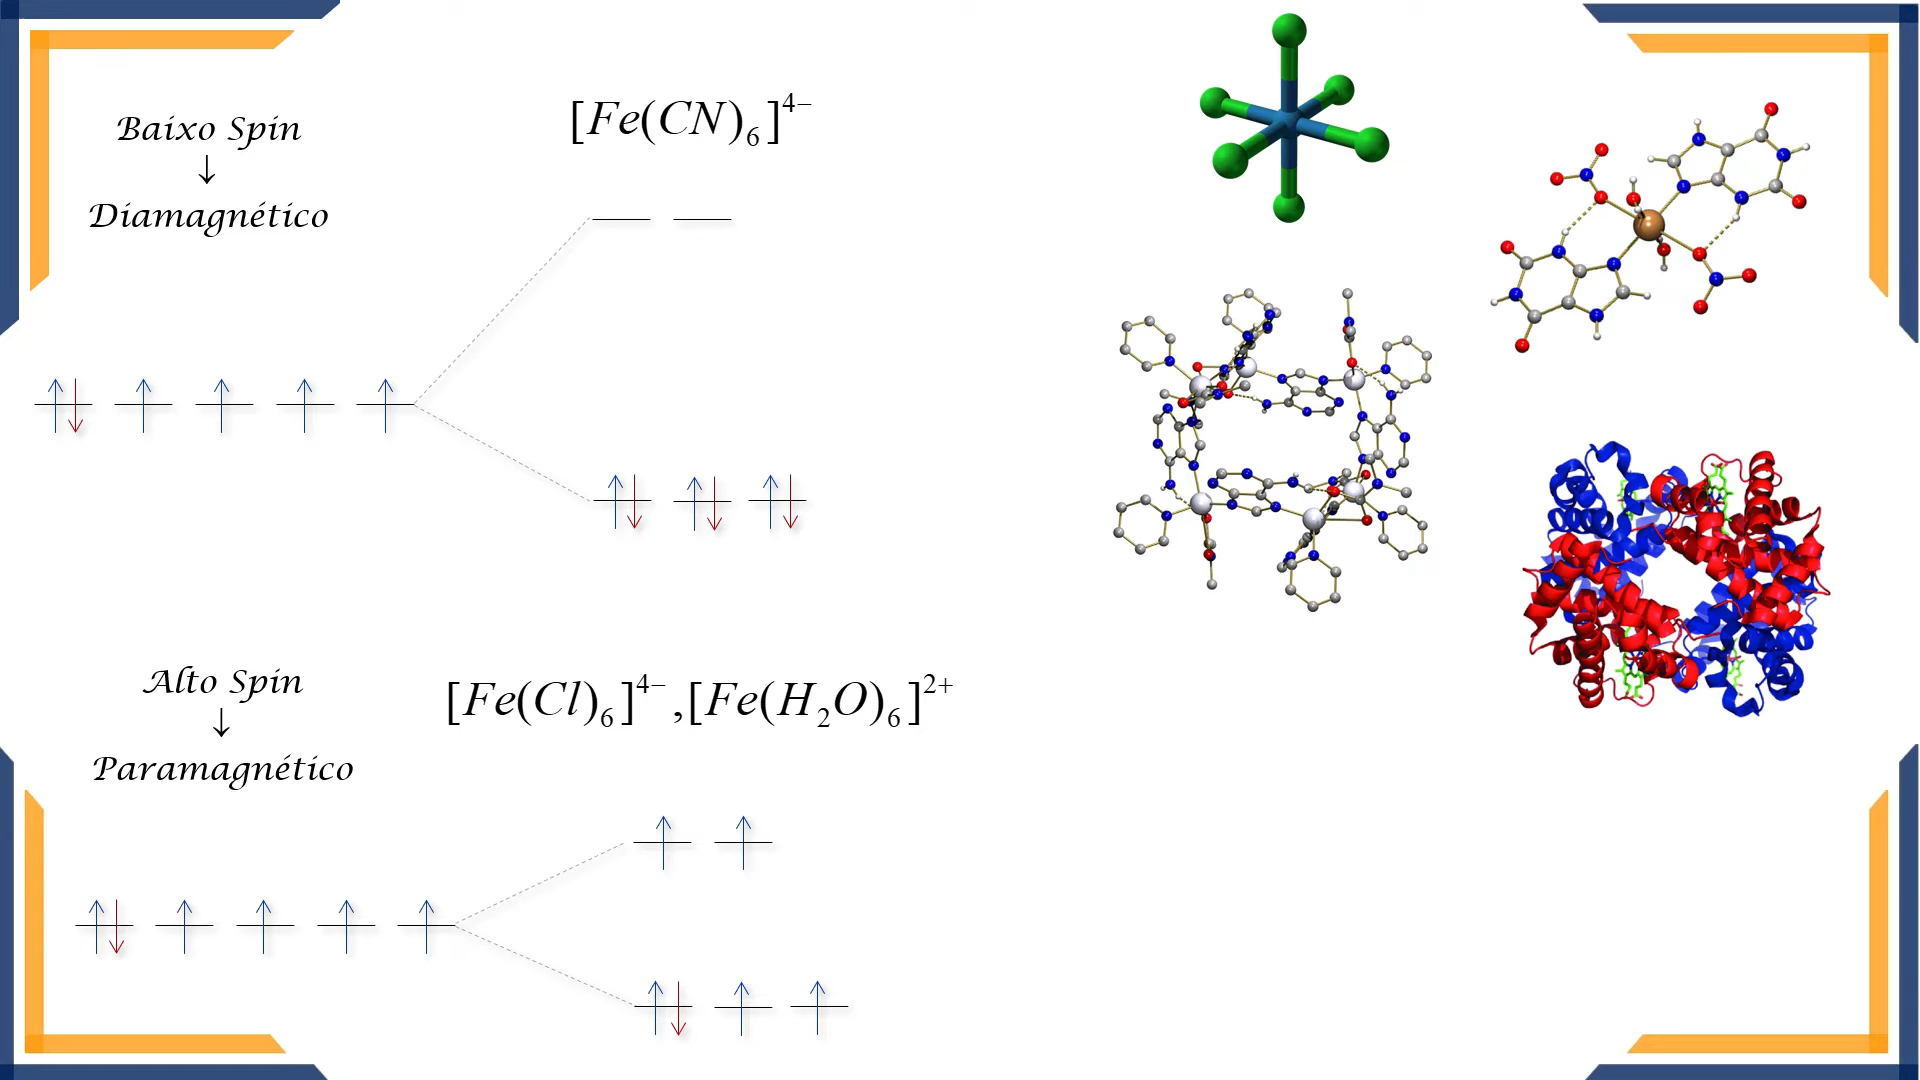 Baixo Spin
↓
Diamagnético
[Fe(CN)₆]⁴⁻
Alto Spin
↓
Paramagnético
[Fe(Cl)₆]⁴⁻,[Fe(H₂O)₆]²⁺